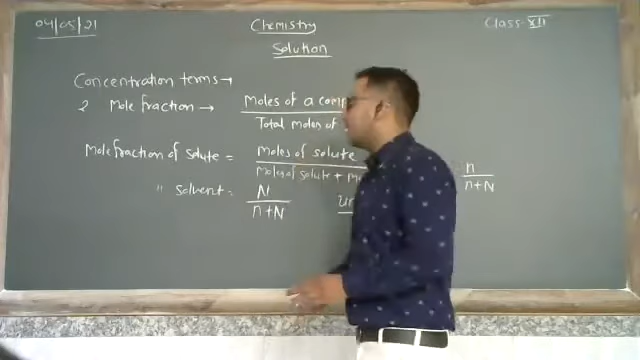 04/05/21 Chemistry Class XII
Solution
Concentration terms →
2 Mole fraction → Moles of a comp
Total moles of
Mole fraction of solute = Moles of solute n
Moles of solute + M n+N
" Solvent = N
n+N